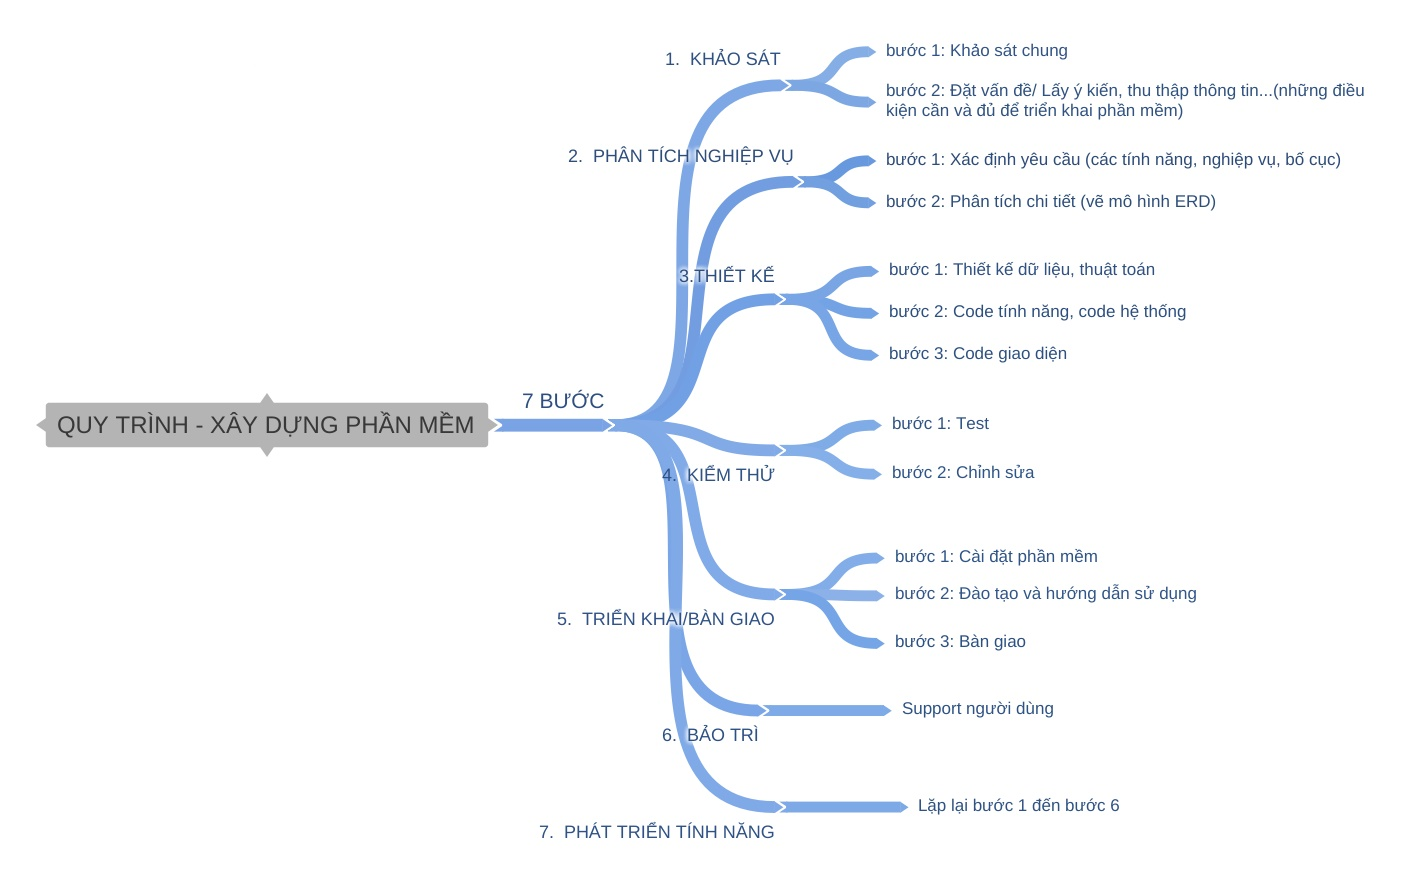 QUY TRÌNH - XÂY DỰNG PHẦN MỀM
7 BƯỚC
1. KHẢO SÁT
bước 1: Khảo sát chung
bước 2: Đặt vấn đề/ Lấy ý kiến, thu thập thông tin...(những điều
kiện cần và đủ để triển khai phần mềm)
2. PHÂN TÍCH NGHIỆP VỤ
bước 1: Xác định yêu cầu (các tính năng, nghiệp vụ, bố cục)
bước 2: Phân tích chi tiết (vẽ mô hình ERD)
3.THIẾT KẾ
bước 1: Thiết kế dữ liệu, thuật toán
bước 2: Code tính năng, code hệ thống
bước 3: Code giao diện
4. KIỂM THỬ
bước 1: Test
bước 2: Chỉnh sửa
5. TRIỂN KHAI/BÀN GIAO
bước 1: Cài đặt phần mềm
bước 2: Đào tạo và hướng dẫn sử dụng
bước 3: Bàn giao
6. BẢO TRÌ
Support người dùng
7. PHÁT TRIỂN TÍNH NĂNG
Lặp lại bước 1 đến bước 6